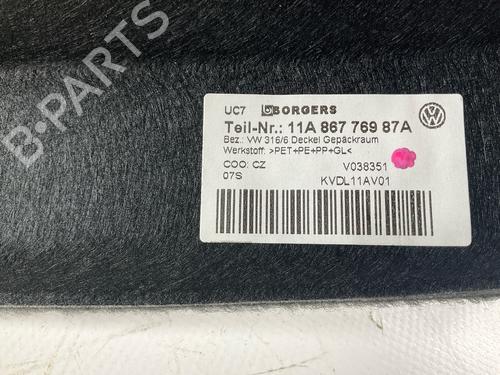 B-PARTS
UC7 BORGERS
Teil-Nr.: 11A 867 769 87A
Bez.: VW 316/6 Deckel Gepäckraum
Werkstoff: >PET+PE+PP+GL<
COO: CZ V038351
07S KVDL11AV01